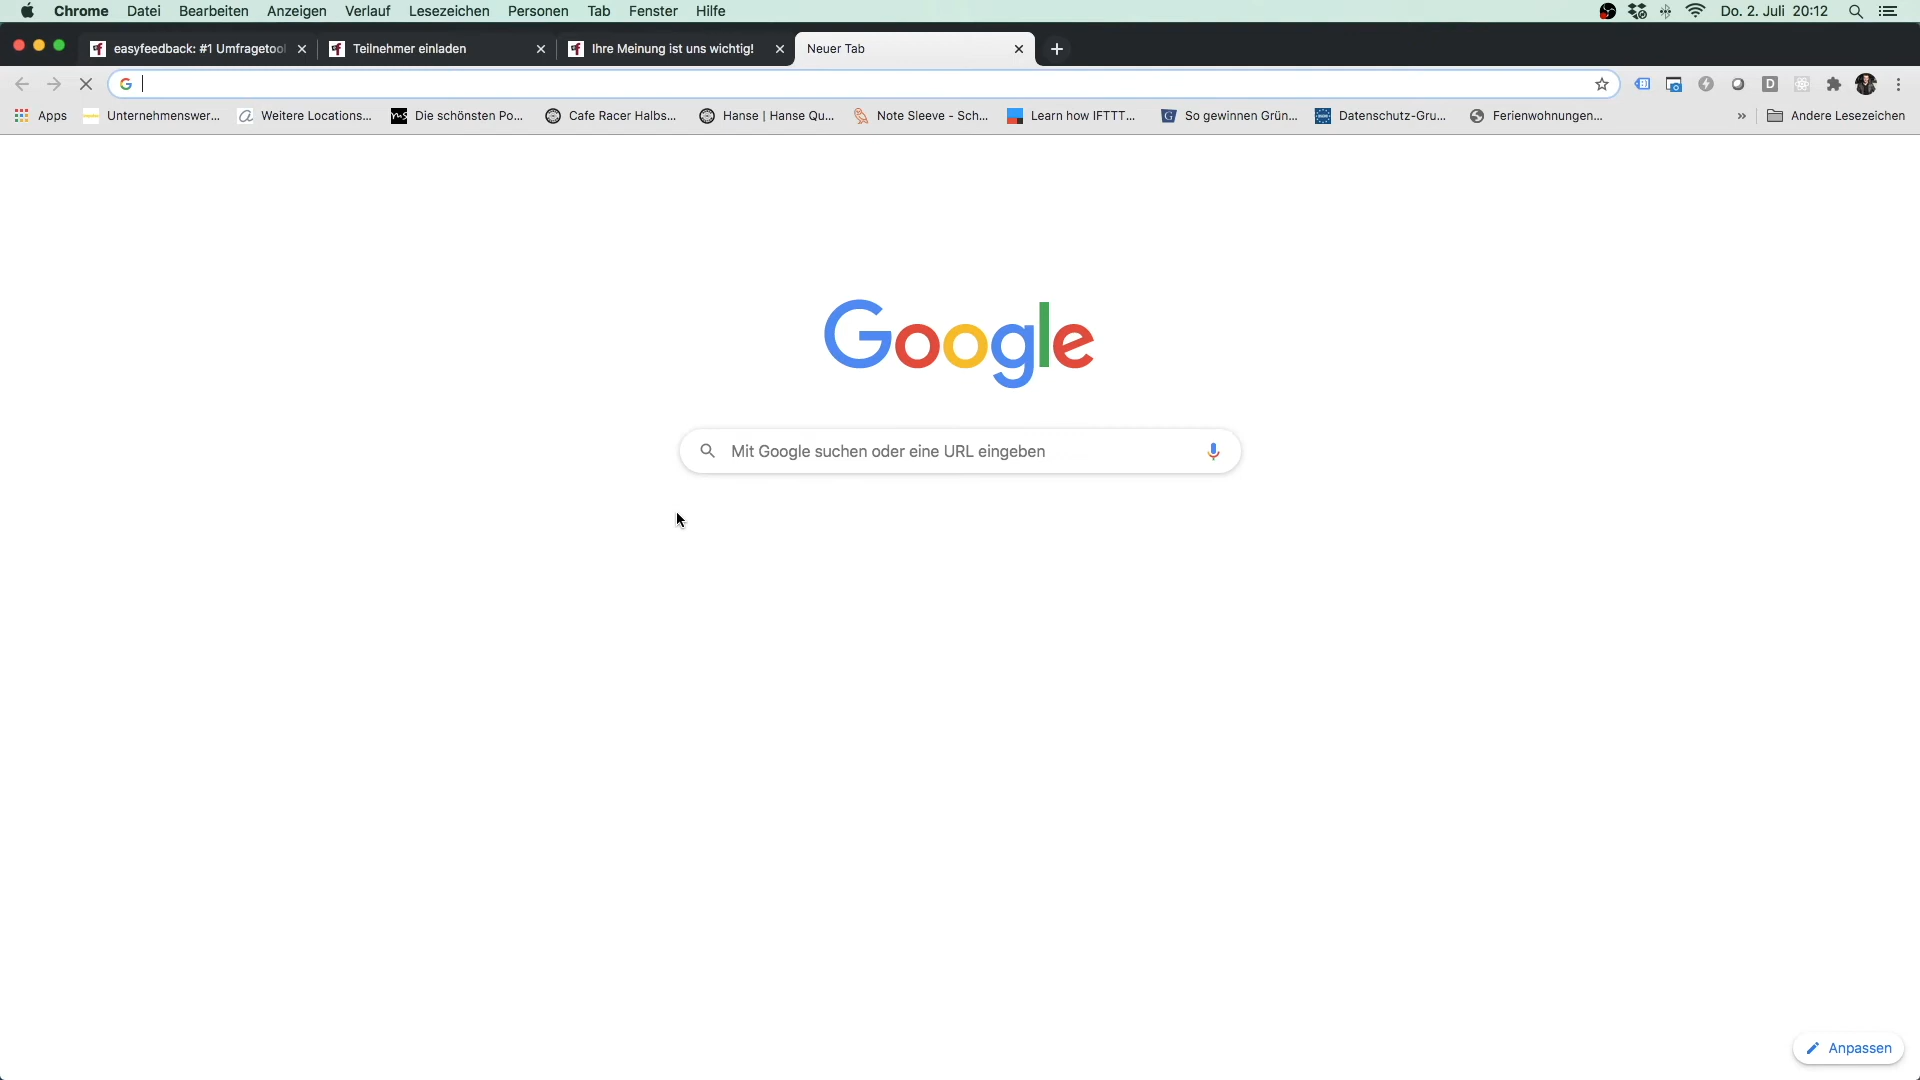 Chrome Datei Bearbeiten Anzeigen Verlauf Lesezeichen Personen Tab Fenster Hilfe Do. 2. Juli 20:12
easyfeedback: #1 Umfragetool Teilnehmer einladen Ihre Meinung ist uns wichtig! Neuer Tab
Apps Unternehmenswer... Weitere Locations... Die schönsten Po... Cafe Racer Halbs... Hanse | Hanse Qu... Note Sleeve - Sch... Learn how IFTTT... So gewinnen Grün... Datenschutz-Gru... Ferienwohnungen... » Andere Lesezeichen
Google
Mit Google suchen oder eine URL eingeben
Anpassen